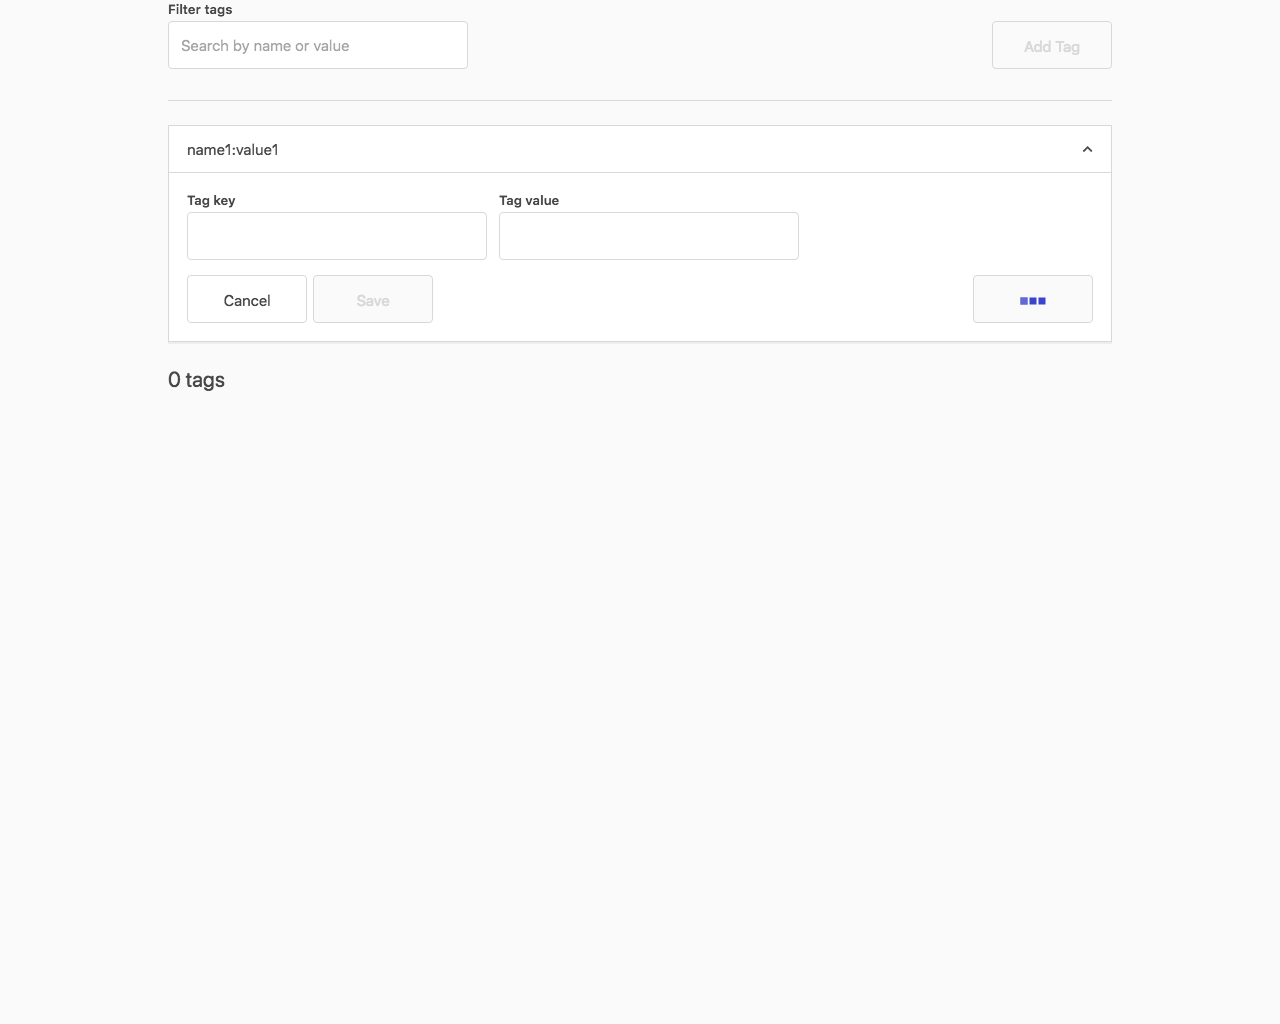 Filter tags
Search by name or value
Add Tag
name1:value1
Tag key
Tag value
Cancel
Save
0 tags